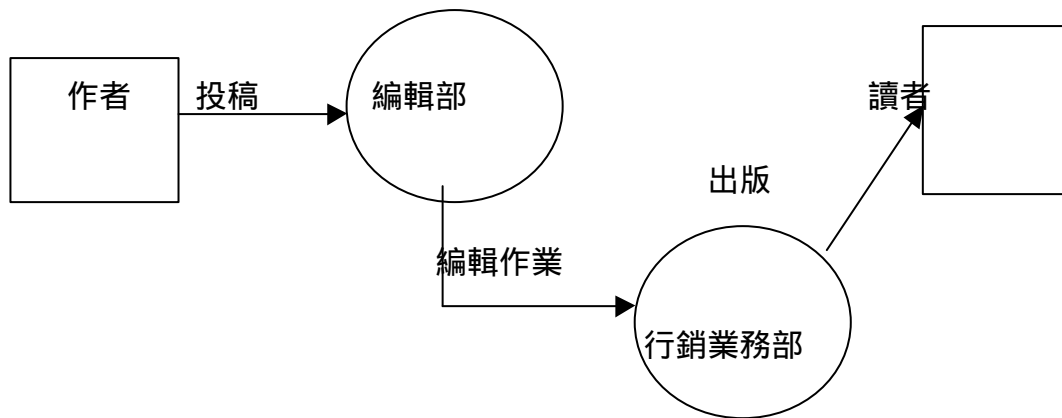 作者
投稿
編輯部
讀者
出版
編輯作業
行銷業務部